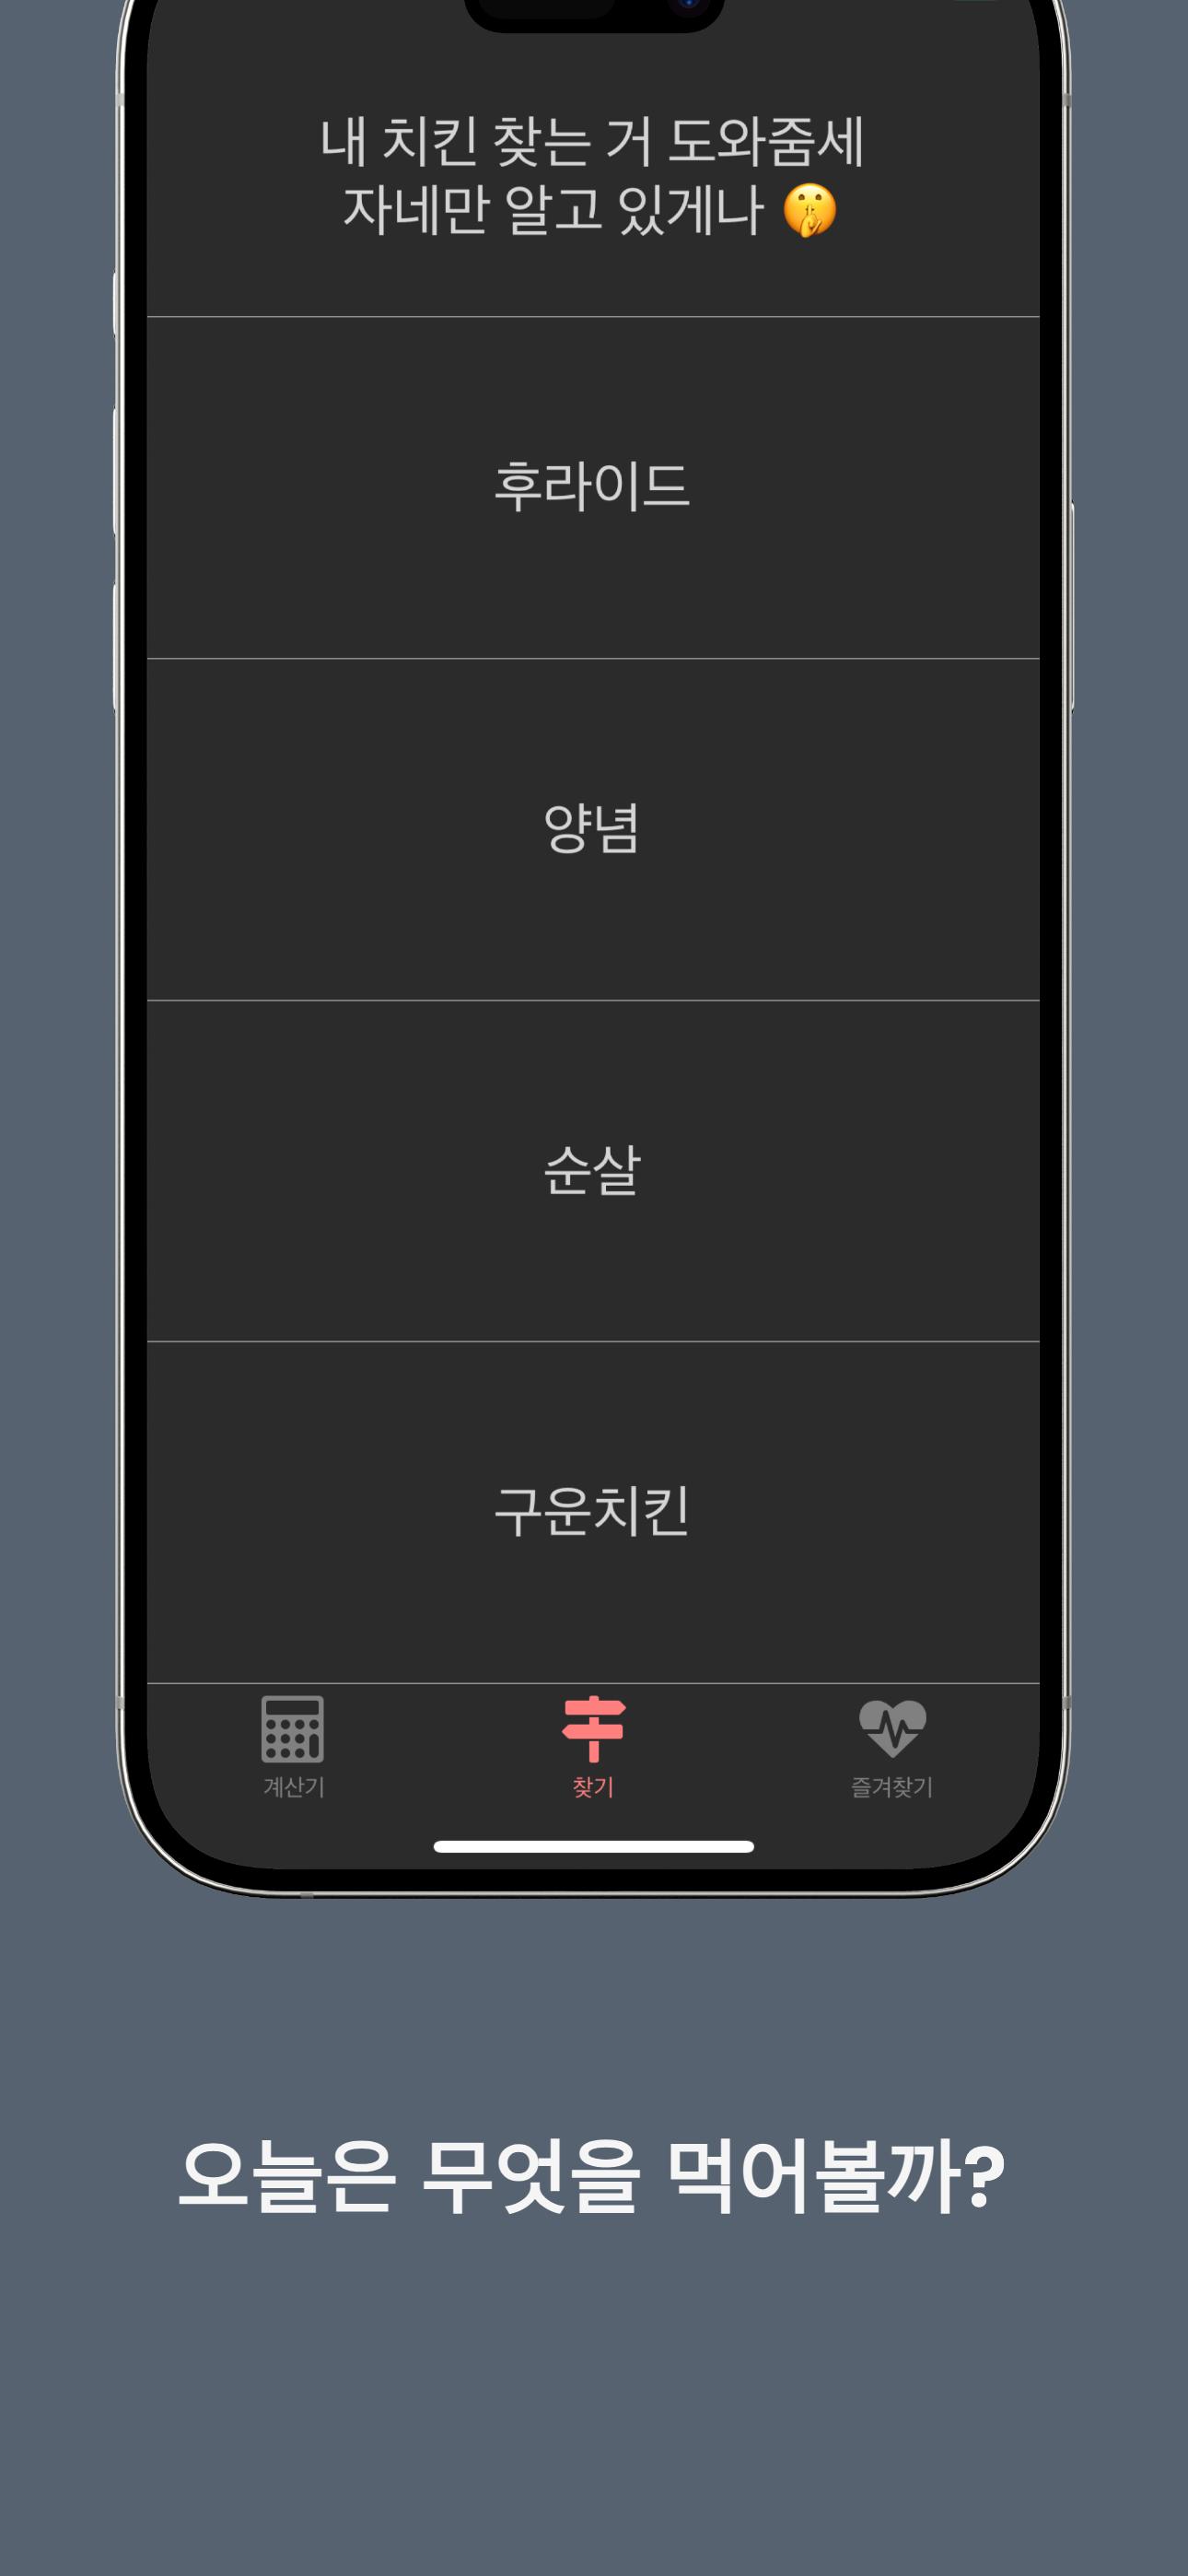 내 치킨 찾는 거 도와줌세
자네만 알고 있게나 🤫
후라이드
양념
순살
구운치킨
계산기
찾기
즐겨찾기
오늘은 무엇을 먹어볼까?